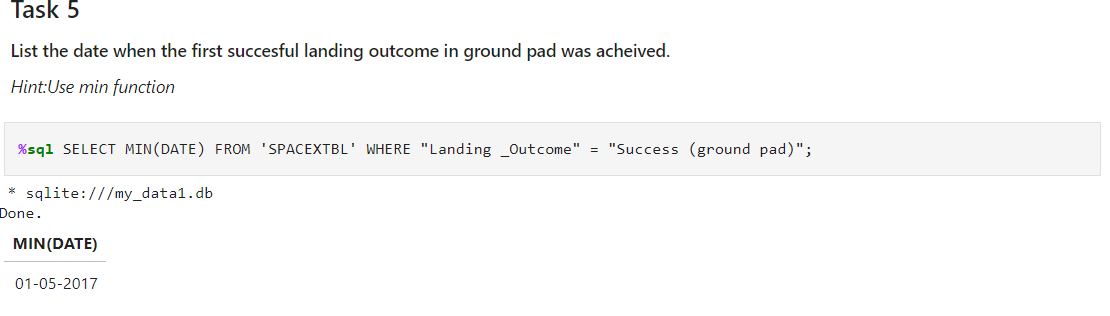 Task 5
List the date when the first succesful landing outcome in ground pad was acheived.
Hint:Use min function
%sql SELECT MIN(DATE) FROM 'SPACEXTBL' WHERE "Landing _Outcome" = "Success (ground pad)";
* sqlite:///my_data1.db
Done.
MIN(DATE)
01-05-2017